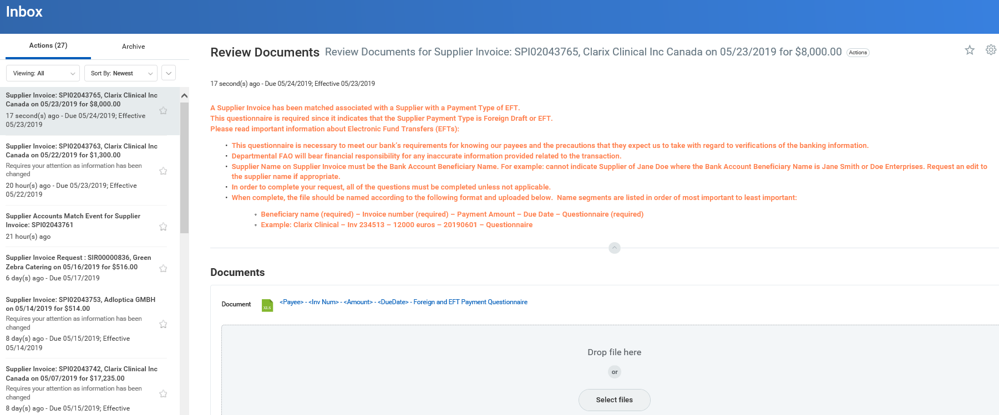 Inbox
Actions (27)
Archive
Viewing: All
Sort By: Newest
Supplier Invoice: SPI02043765, Clarix Clinical Inc
Canada on 05/23/2019 for $8,000.00
17 second(s) ago - Due 05/24/2019; Effective
05/23/2019
Supplier Invoice: SPI02043763, Clarix Clinical Inc
Canada on 05/22/2019 for $1,300.00
Requires your attention as information has been
changed
20 hour(s) ago - Due 05/23/2019; Effective
05/22/2019
Supplier Accounts Match Event for Supplier
Invoice: SPI02043761
21 hour(s) ago
Supplier Invoice Request : SIR00000836, Green
Zebra Catering on 05/16/2019 for $516.00
6 day(s) ago - Due 05/17/2019
Supplier Invoice: SPI02043753, Adloptica GMBH
on 05/14/2019 for $514.00
Requires your attention as information has been
changed
8 day(s) ago - Due 05/15/2019; Effective
05/14/2019
Supplier Invoice: SPI02043742, Clarix Clinical Inc
Canada on 05/07/2019 for $17,235.00
Requires your attention as information has been
changed
8 day(s) ago - Due 05/15/2019; Effective
Review Documents Review Documents for Supplier Invoice: SPI02043765, Clarix Clinical Inc Canada on 05/23/2019 for $8,000.00 Actions
17 second(s) ago - Due 05/24/2019; Effective 05/23/2019
A Supplier Invoice has been matched associated with a Supplier with a Payment Type of EFT.
This questionnaire is required since it indicates that the Supplier Payment Type is Foreign Draft or EFT.
Please read important information about Electronic Fund Transfers (EFTs):
• This questionnaire is necessary to meet our bank’s requirements for knowing our payees and the precautions that they expect us to take with regard to verifications of the banking information.
• Departmental FAO will bear financial responsibility for any inaccurate information provided related to the transaction.
• Supplier Name on Supplier Invoice must be the Bank Account Beneficiary Name. For example: cannot indicate Supplier of Jane Doe where the Bank Account Beneficiary Name is Jane Smith or Doe Enterprises. Request an edit to
the supplier name if appropriate.
• In order to complete your request, all of the questions must be completed unless not applicable.
• When complete, the file should be named according to the following format and uploaded below.  Name segments are listed in order of most important to least important:
◦ Beneficiary name (required) – Invoice number (required) – Payment Amount – Due Date – Questionnaire (required)
◦ Example: Clarix Clinical – Inv 234513 – 12000 euros – 20190601 – Questionnaire
Documents
Document XLS <Payee> - <Inv Num> - <Amount> - <DueDate> - Foreign and EFT Payment Questionnaire
Drop file here
or
Select files